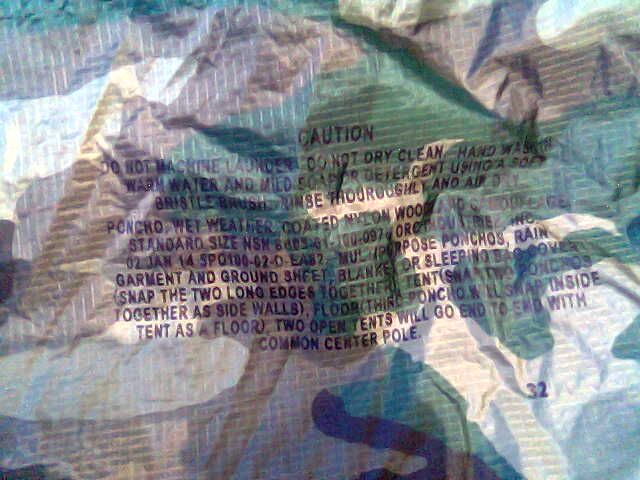 CAUTION
DO NOT MACHINE LAUNDER. DO NOT DRY CLEAN. HAND WASH IN
WARM WATER AND MILD SOAP OR DETERGENT USING A SOFT
BRISTLE BRUSH. RINSE THOUROUGHLY AND AIR DRY.
PONCHO, WET WEATHER, COATED NYLON WOODLAND CAMOUFLAGE
STANDARD SIZE NSN INC.
02 JAN 14 SPO100-02-D-EA82. MULTIPURPOSE PONCHOS, RAIN
GARMENT AND GROUND SHEET, BLANKET OR SLEEPING BAG COVER
(SNAP THE TWO LONG EDGES TOGETHER), TENT (SNAP TWO PONCHOS
TOGETHER AS SIDE WALLS), FLOOR (THIRD PONCHO WILL SNAP INSIDE
TENT AS A FLOOR). TWO OPEN TENTS WILL GO END TO END WITH
COMMON CENTER POLE.
32